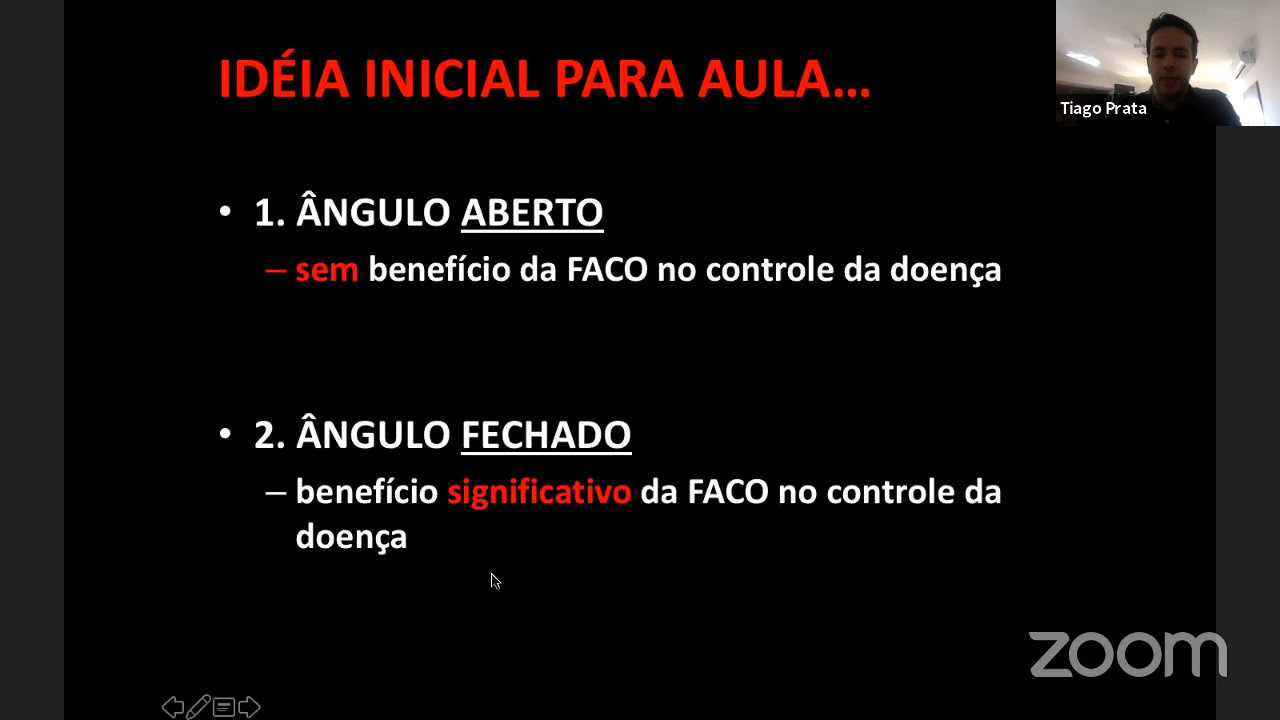 IDÉIA INICIAL PARA AULA...
Tiago Prata
• 1. ÂNGULO ABERTO
– sem benefício da FACO no controle da doença
• 2. ÂNGULO FECHADO
– benefício significativo da FACO no controle da
doença
zoom